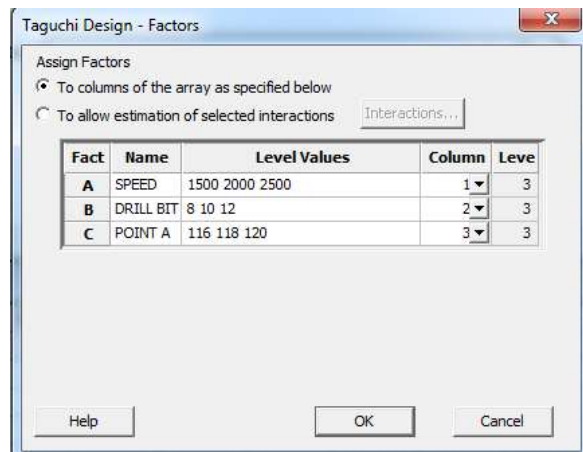 Taguchi Design - Factors
Assign Factors
To columns of the array as specified below
To allow estimation of selected interactions Interactions...
Fact Name Level Values Column Leve
A SPEED 1500 2000 2500 1 3
B DRILL BIT 8 10 12 2 3
C POINT A 116 118 120 3 3
Help OK Cancel